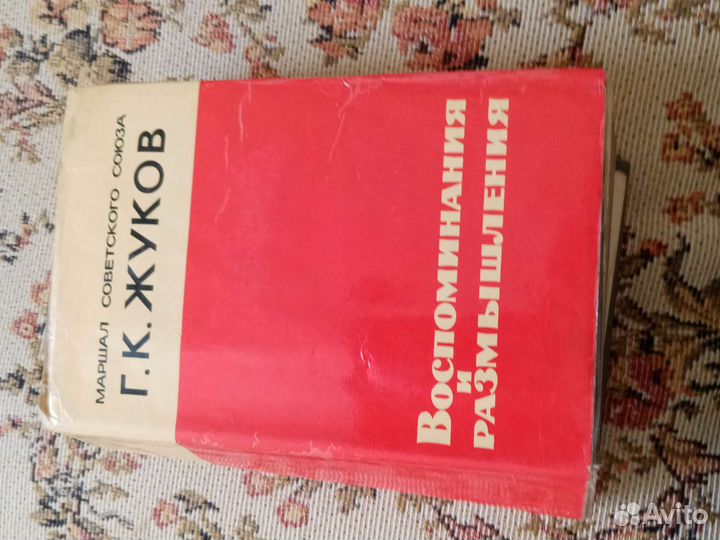 МАРШАЛ СОВЕТСКОГО СОЮЗА
Г. К. ЖУКОВ
Воспоминания
и
размышления
Avito